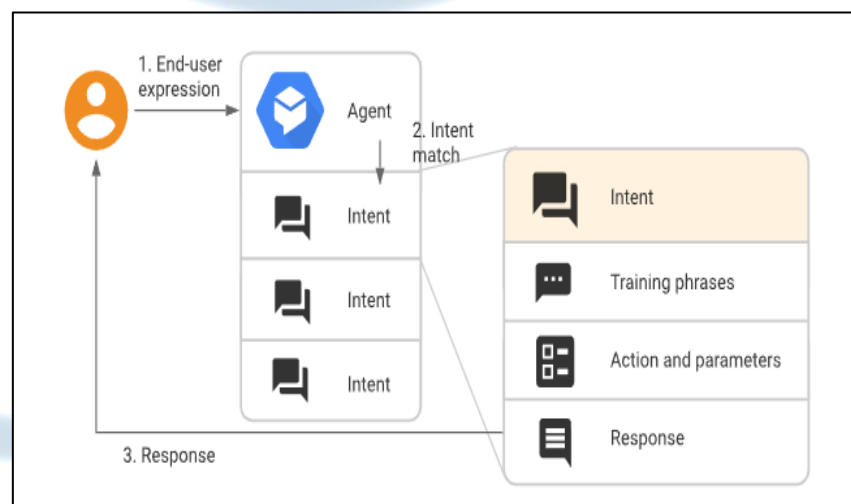 1. End-user
expression
Agent
2. Intent
match
Intent
Intent
Intent
Intent
Training phrases
Action and parameters
Response
3. Response